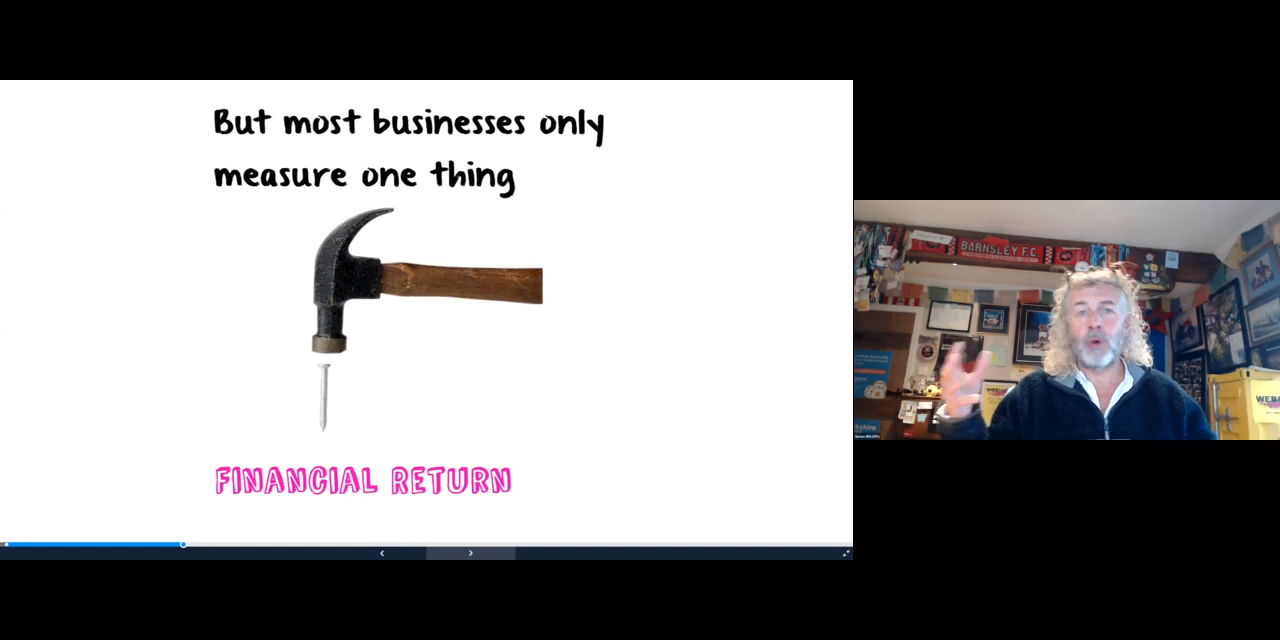 But most businesses only
measure one thing
FINANCIAL RETURN
BARNSLEY F.C.